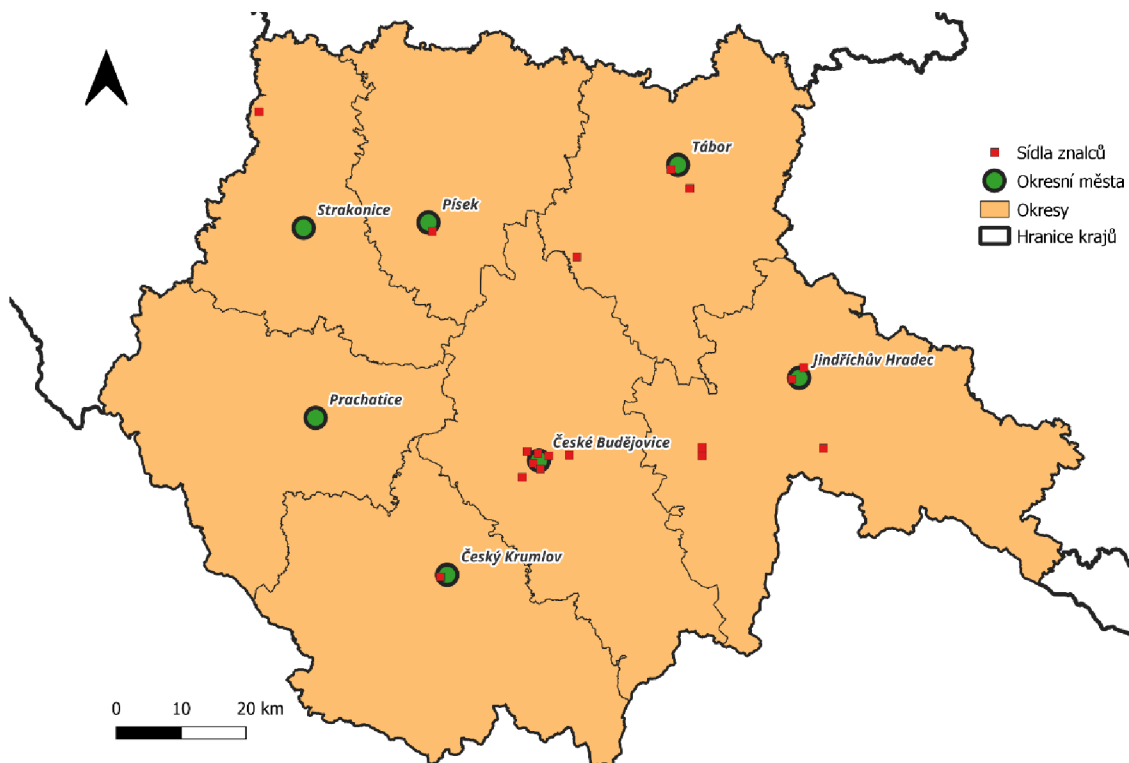 Tábor
Sídla znalců
Okresní města
Okresy
Hranice krajů
Strakonice
Písek
Jindřichův Hradec
Prachatice
České Budějovice
Český Krumlov
0 10 20 km